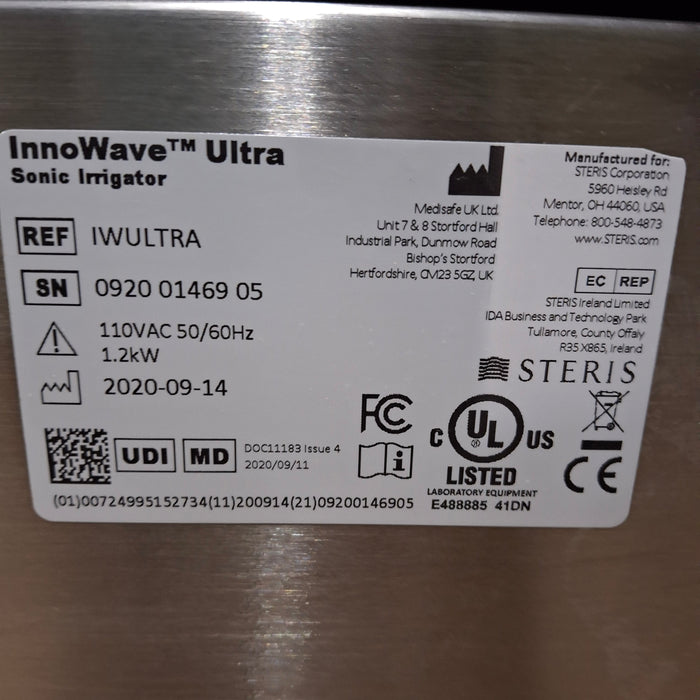 InnoWave™ Ultra
Sonic Irrigator
REF IWULTRA
SN 0920 01469 05
110VAC 50/60Hz
1.2kW
2020-09-14
UDI MD
DOC11183 Issue 4
2020/09/11
(01)00724995152734(11)200914(21)09200146905
Medisafe UK Ltd.
Unit 7 & 8 Stortford Hall
Industrial Park, Dunmow Road
Bishop's Stortford
Hertfordshire, CM23 5GZ, UK
Manufactured for:
STERIS Corporation
5960 Heisley Rd
Mentor, OH 44060, USA
Telephone: 800-548-4873
www.STERIS.com
EC REP
STERIS Ireland Limited
IDA Business and Technology Park
Tullamore, County Offaly
R35 X865, Ireland
STERIS
FC
i
C UL US
®
LISTED
LABORATORY EQUIPMENT
E488885 41DN
CE